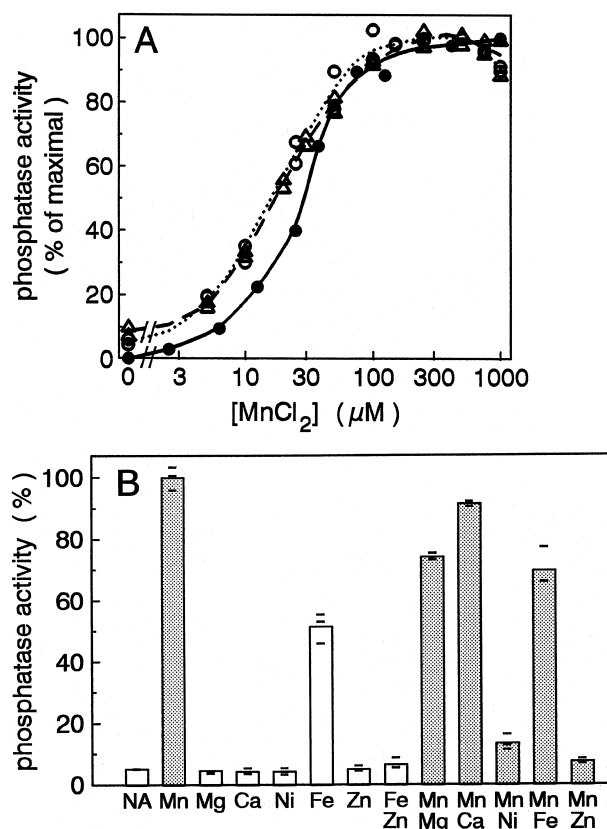 A
phosphatase activity
( % of maximal )
100
80
60
40
20
0
0 3 10 30 100 300 1000
[MnCl2] ( µM )
B
phosphatase activity ( % )
100
80
60
40
20
0
NA Mn Mg Ca Ni Fe Zn Fe Mn Mn Mn Mn Mn
Zn Mg Ca Ni Fe Zn